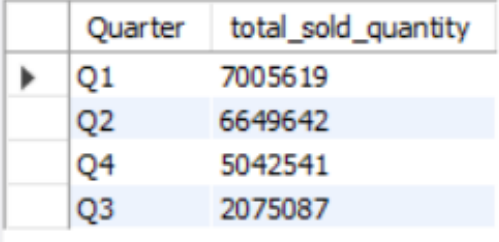 Quarter total_sold_quantity
Q1 7005619
Q2 6649642
Q4 5042541
Q3 2075087